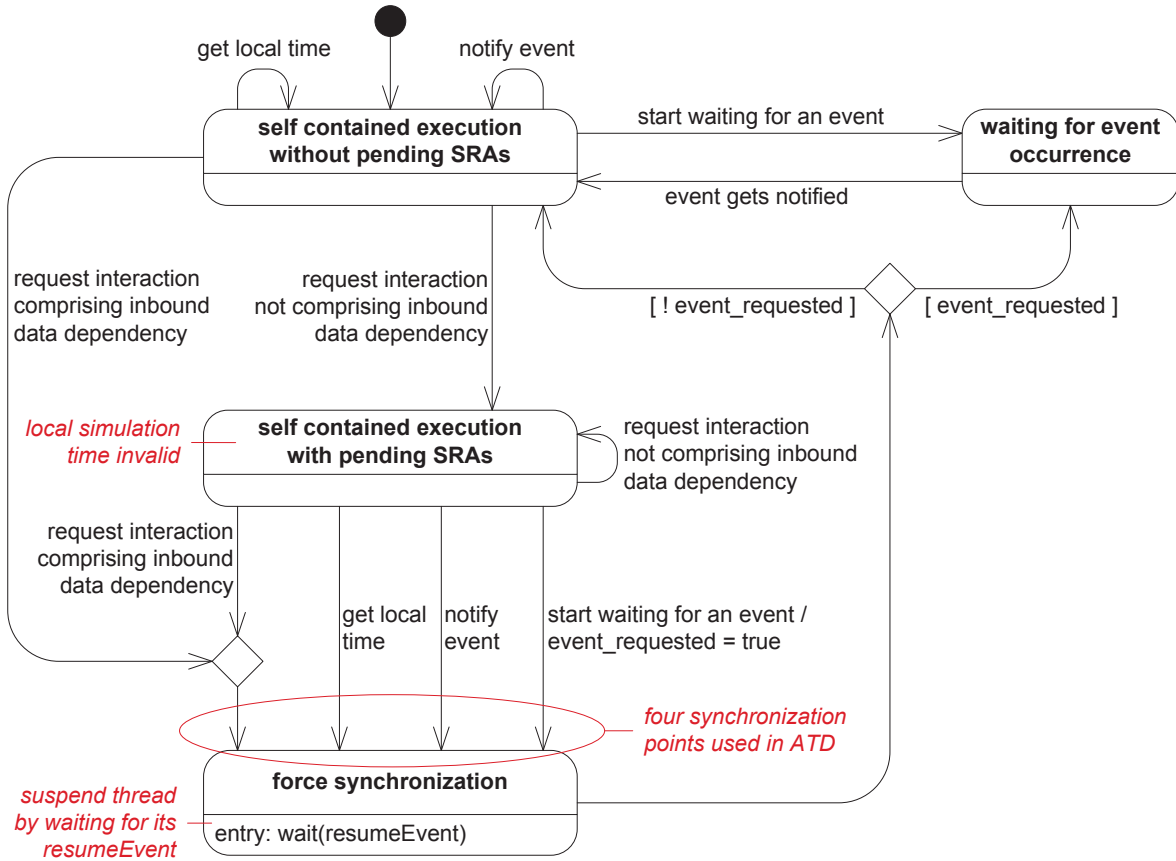 get local time
notify event
self contained execution
without pending SRAs
start waiting for an event
waiting for event
occurrence
event gets notified
request interaction
comprising inbound
data dependency
request interaction
not comprising inbound
data dependency
[ ! event_requested ]
[ event_requested ]
local simulation
time invalid
self contained execution
with pending SRAs
request interaction
not comprising inbound
data dependency
request interaction
comprising inbound
data dependency
get local
time
notify
event
start waiting for an event /
event_requested = true
four synchronization
points used in ATD
force synchronization
suspend thread
by waiting for its
resumeEvent
entry: wait(resumeEvent)